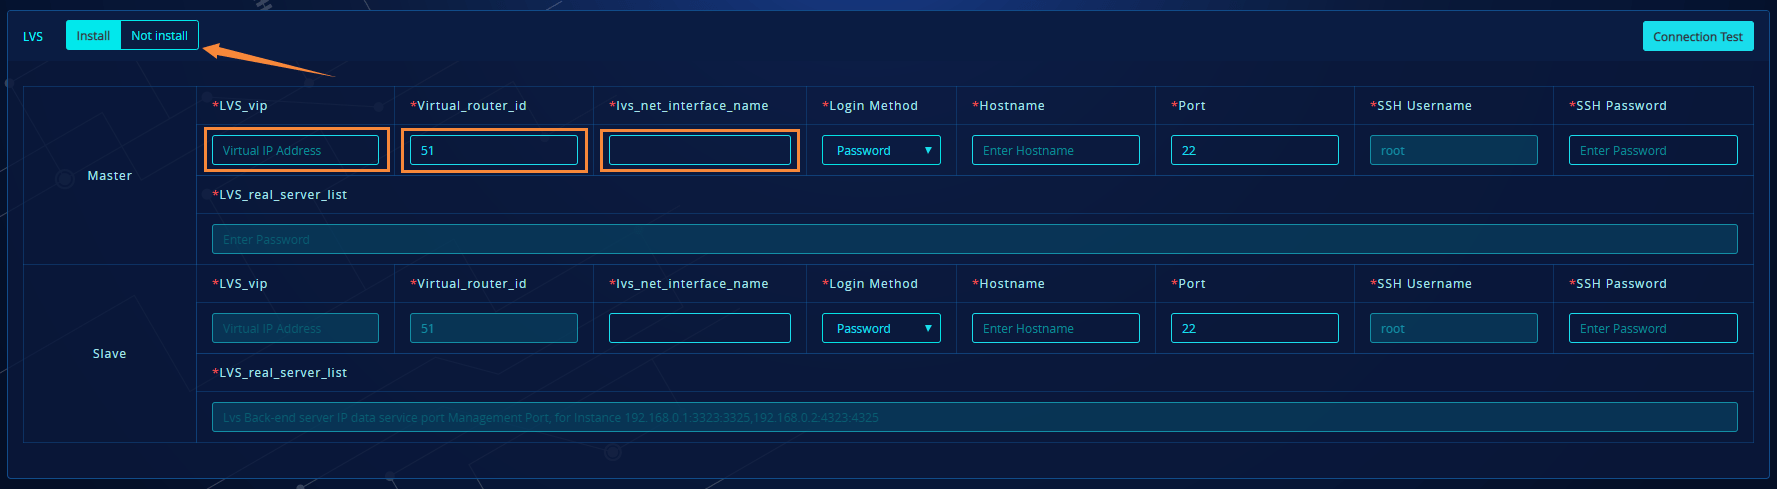 LVS Install Not install Connection Test
*LVS_vip *Virtual_router_id *lvs_net_interface_name *Login Method *Hostname *Port *SSH Username *SSH Password
Virtual IP Address 51 Password Enter Hostname 22 root Enter Password
Master
*LVS_real_server_list
Enter Password
*LVS_vip *Virtual_router_id *lvs_net_interface_name *Login Method *Hostname *Port *SSH Username *SSH Password
Virtual IP Address 51 Password Enter Hostname 22 root Enter Password
Slave
*LVS_real_server_list
Lvs Back-end server IP data service port Management Port, for Instance 192.168.0.1:3323:3325,192.168.0.2:4323:4325